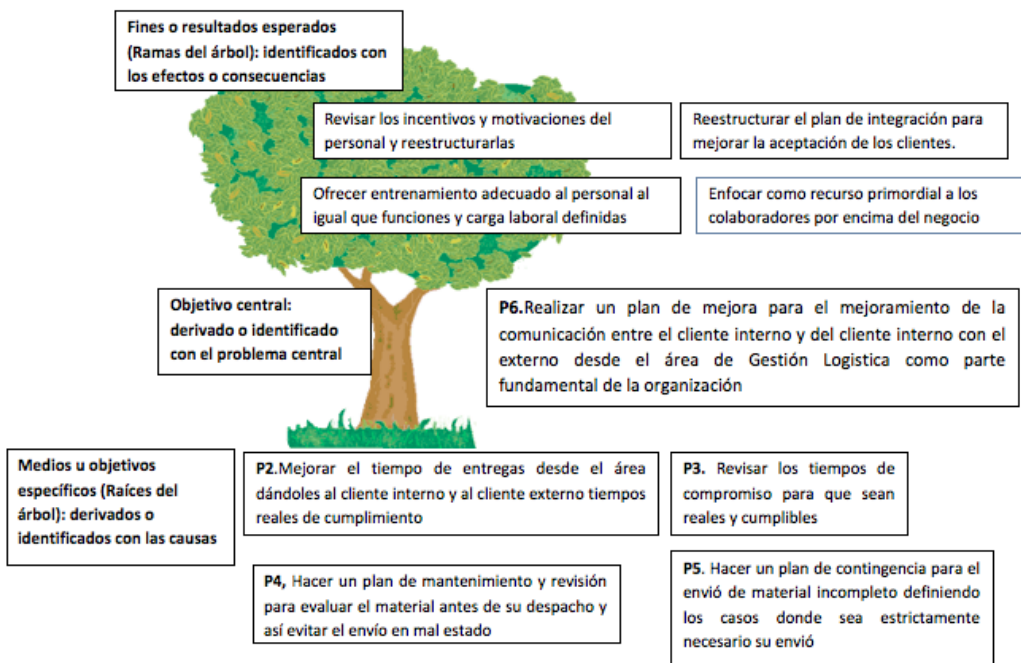 Fines o resultados esperados
(Ramas del árbol): identificados con
los efectos o consecuencias
Revisar los incentivos y motivaciones del
personal y reestructurarlas
Reestructurar el plan de integración para
mejorar la aceptación de los clientes.
Ofrecer entrenamiento adecuado al personal al
igual que funciones y carga laboral definidas
Enfocar como recurso primordial a los
colaboradores por encima del negocio
Objetivo central:
derivado o identificado
con el problema central
P6.Realizar un plan de mejora para el mejoramiento de la
comunicación entre el cliente interno y del cliente interno con el
externo desde el área de Gestión Logistica como parte
fundamental de la organización
Medios u objetivos
específicos (Raíces del
árbol): derivados o
identificados con las causas
P2.Mejorar el tiempo de entregas desde el área
dándoles al cliente interno y al cliente externo tiempos
reales de cumplimiento
P3. Revisar los tiempos de
compromiso para que sean
reales y cumplibles
P4, Hacer un plan de mantenimiento y revisión
para evaluar el material antes de su despacho y
así evitar el envío en mal estado
P5. Hacer un plan de contingencia para el
envió de material incompleto definiendo
los casos donde sea estrictamente
necesario su envió